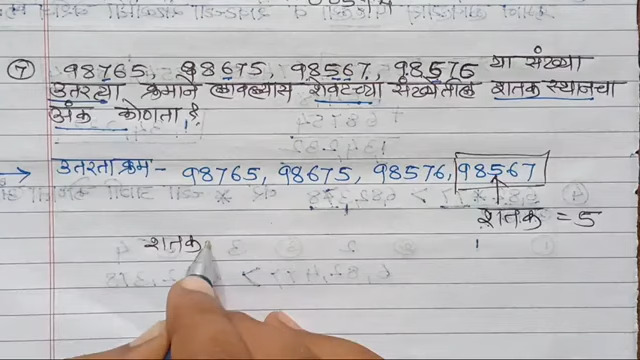 ७ 98765, 98675, 98567, 98576 या संख्या
उतरत्या क्रमाने लावल्यास शेवटच्या संख्येतील शतक स्थानचा
अंक कोणता ?
→ उतरता क्रम - 98765, 98675, 98576, 98567
शतक = 5
शतक